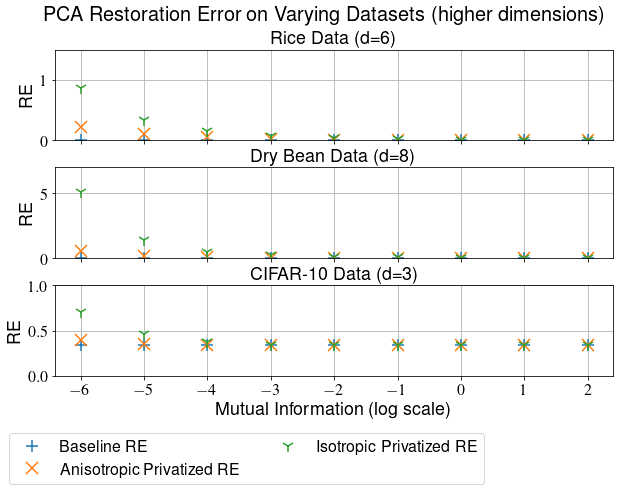 PCA Restoration Error on Varying Datasets (higher dimensions)
Rice Data (d=6)
1
0
RE
Dry Bean Data (d=8)
5
0
RE
CIFAR-10 Data (d=3)
1.0
0.5
0.0
RE
−6 −5 −4 −3 −2 −1 0 1 2
Mutual Information (log scale)
Baseline RE
Anisotropic Privatized RE
Isotropic Privatized RE